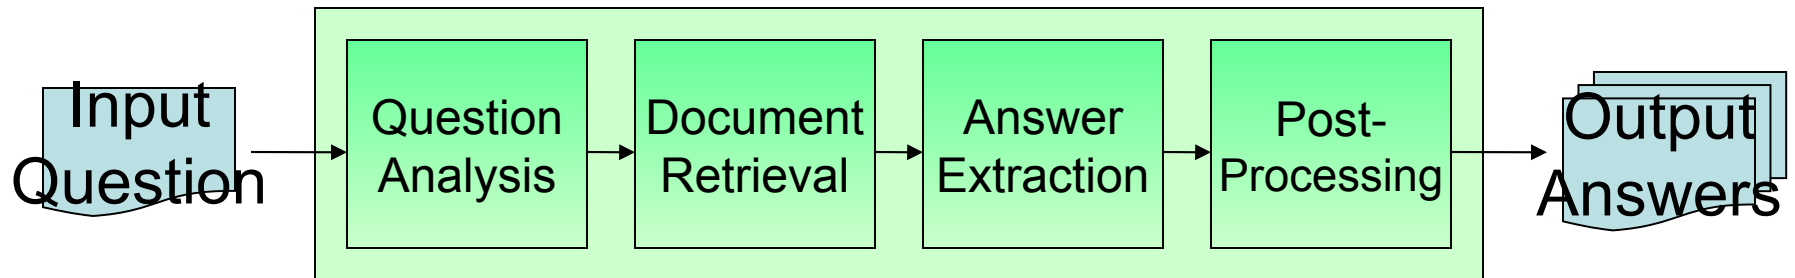 Input
Question
Question
Analysis
Document
Retrieval
Answer
Extraction
Post-
Processing
Output
Answers